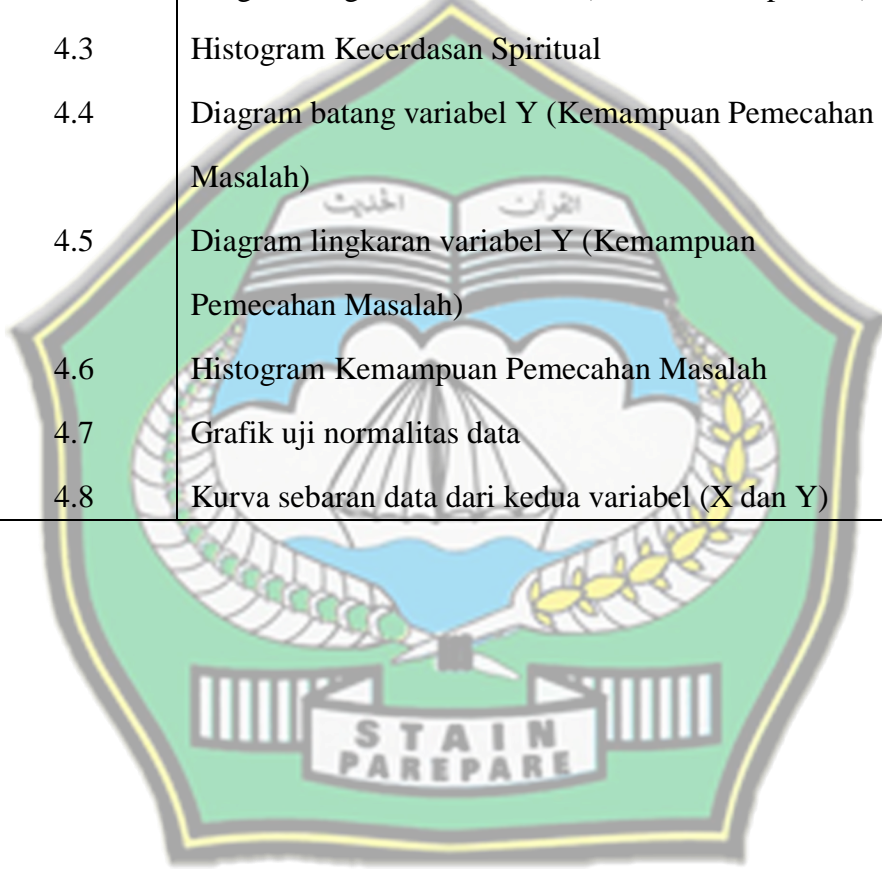 4.3 Histogram Kecerdasan Spiritual
4.4 Diagram batang variabel Y (Kemampuan Pemecahan
Masalah)
الحديث القرآن
4.5 Diagram lingkaran variabel Y (Kemampuan
Pemecahan Masalah)
4.6 Histogram Kemampuan Pemecahan Masalah
4.7 Grafik uji normalitas data
4.8 Kurva sebaran data dari kedua variabel (X dan Y)
STAIN
PAREPARE